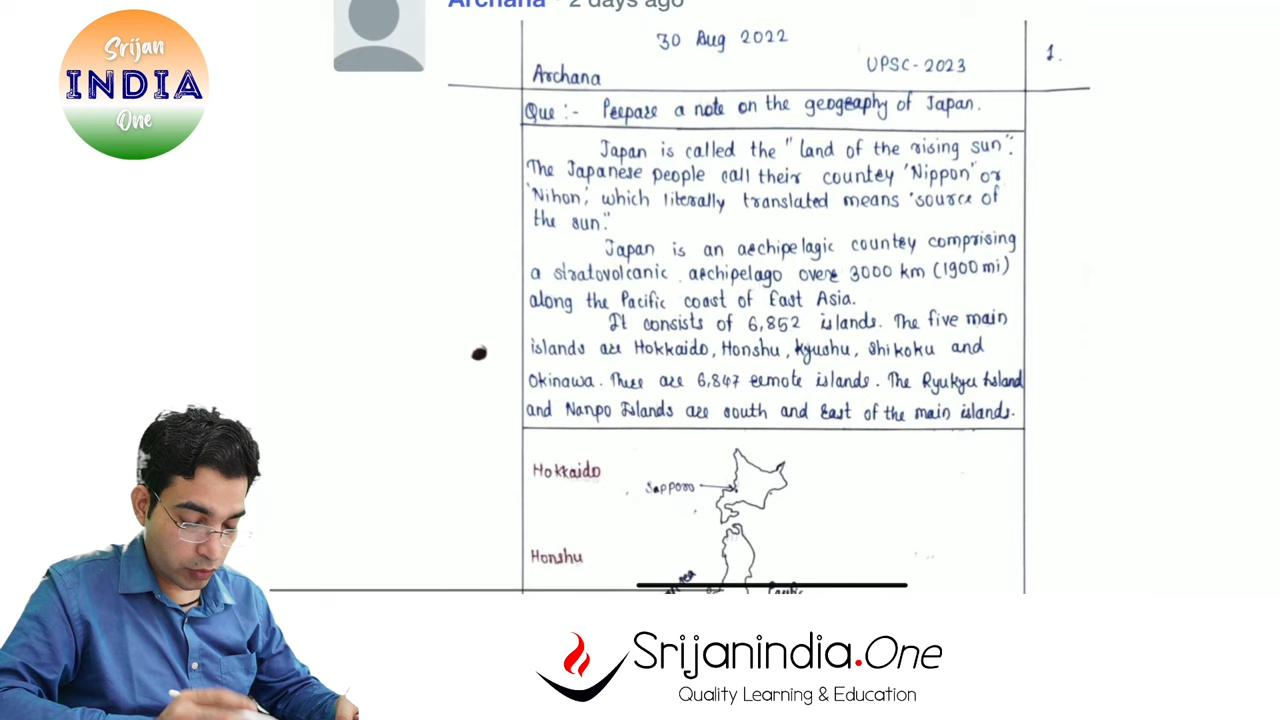 Archana · 2 days ago
Srijan
INDIA
One
30 Aug 2022
1.
UPSC-2023
Archana
Que :- Prepare a note on the geography of Japan.
Japan is called the "land of the rising sun".
The Japanese people call their country 'Nippon' or
'Nihon', which literally translated means "source of
the sun."
Japan is an archipelagic country comprising
a stratovolcanic archipelago over 3000 km (1900 mi)
along the Pacific coast of East Asia.
It consists of 6,852 islands. The five main
islands are Hokkaido, Honshu, Kyushu, Shikoku and
Okinawa. There are 6,847 remote islands. The Ryukyu Island
and Nanpo Islands are south and East of the main islands.
Hokkaido
Sapporo
Honshu
Srijanindia.One
Quality Learning & Education